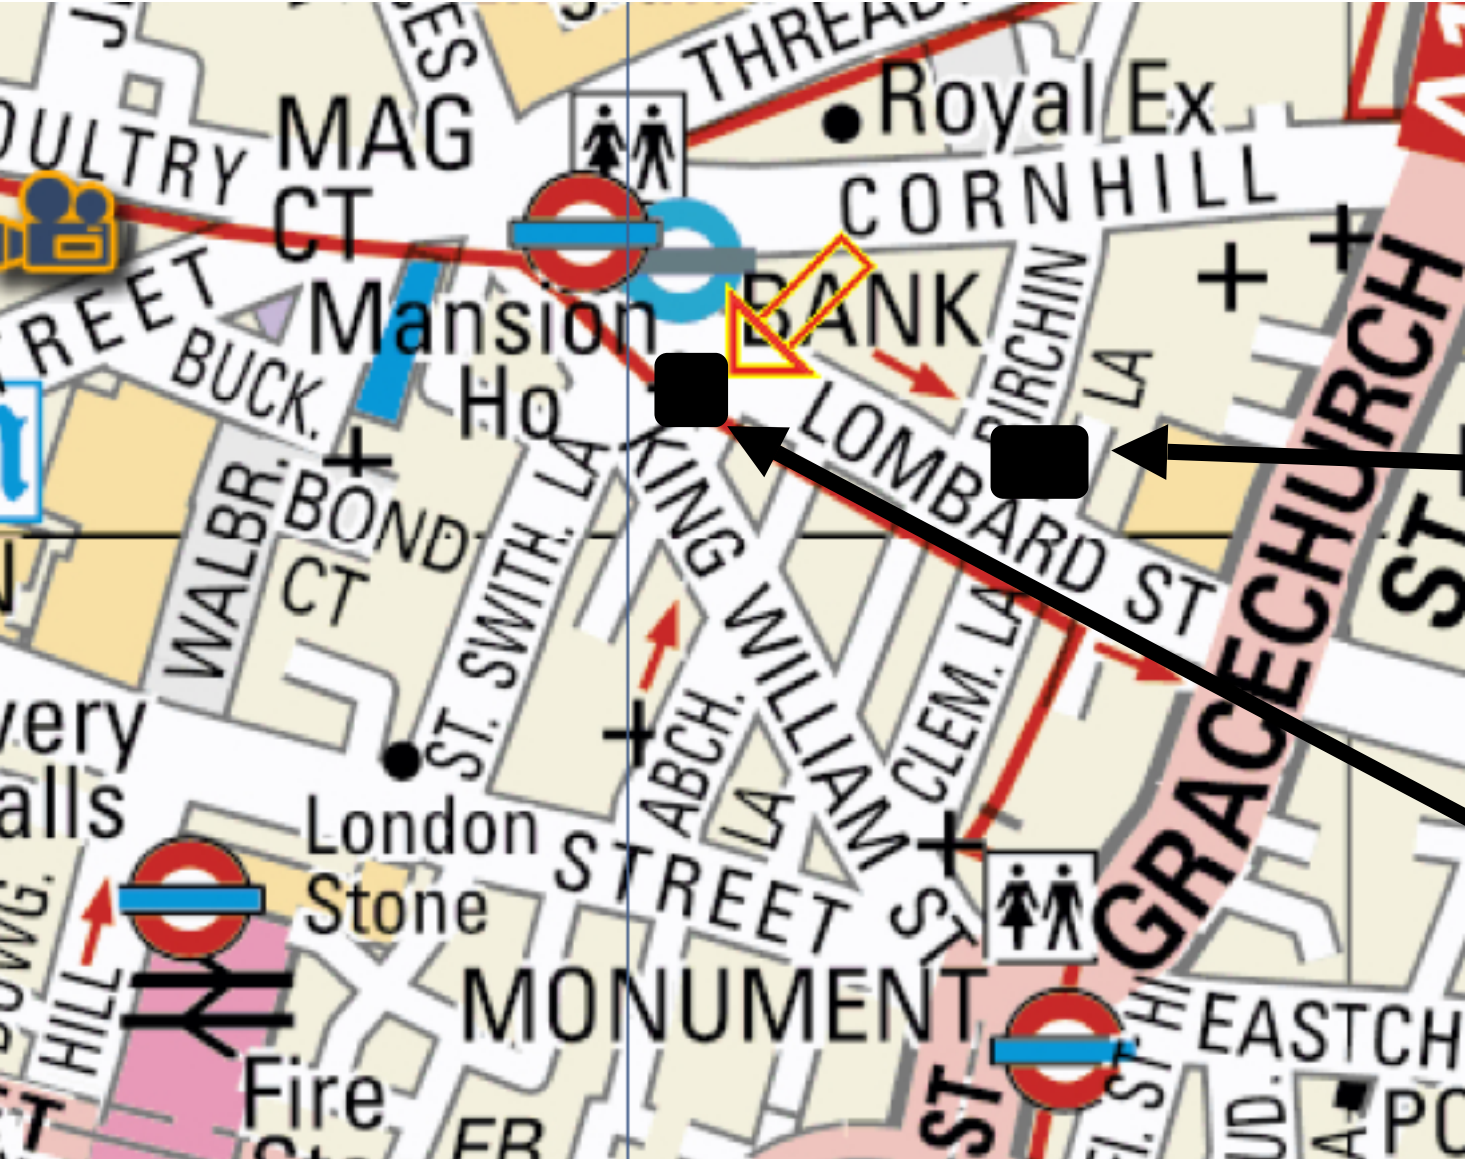 THREAD
Royal Ex
MAG
CT
CORNHILL
BANK
Mansion
Ho
BUCK.
BIRCHIN
LA
LOMBARD ST
GRACECHURCH
ST
WALBR.
BOND
CT
ST. SWITH. LA
KING WILLIAM ST
ABCH.
LA
CLEM. LA
London
Stone
STREET
MONUMENT
EASTCH
HILL
Fire
ST
PO